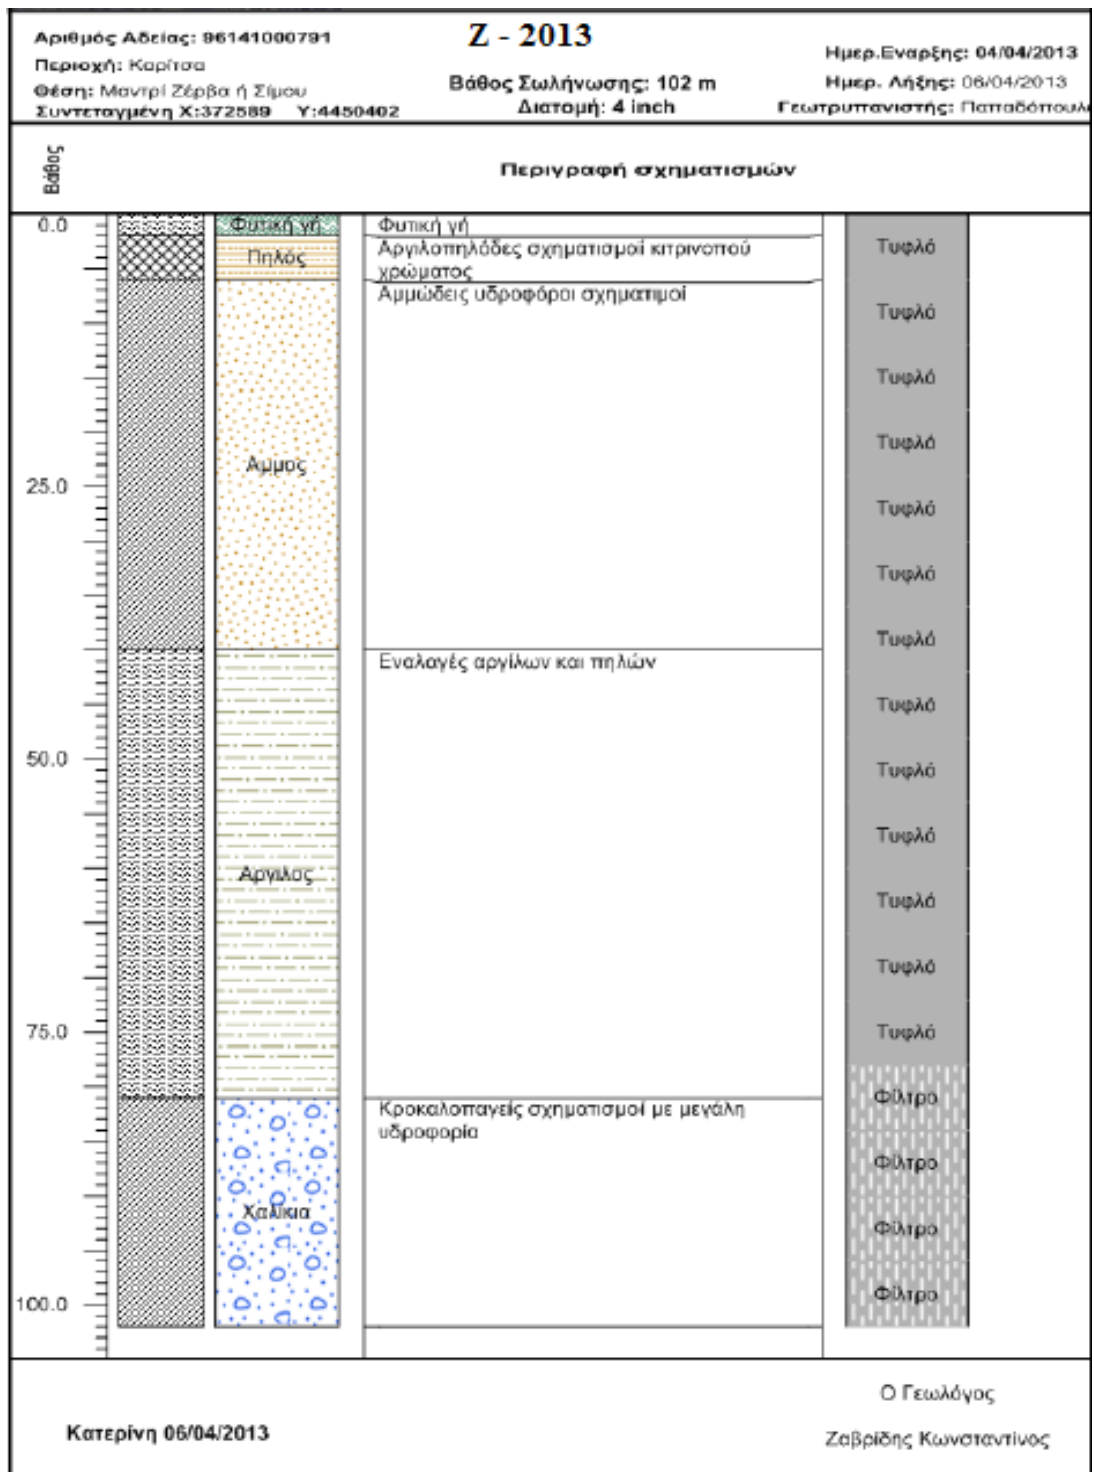 Αριθμός Αδείας: 96141000791
Περιοχή: Καρίτσα
Θέση: Μαντρί Ζέρβα ή Σίμου
Συντεταγμένη Χ:372589 Υ:4450402
Z - 2013
Βάθος Σωλήνωσης: 102 m
Διατομή: 4 inch
Ημερ.Εναρξης: 04/04/2013
Ημερ. Λήξης: 06/04/2013
Γεωτρυπανιστής: Παπαδόπουλ
Βάθος
Περιγραφή σχηματισμών
0.0
25.0
50.0
75.0
100.0
Φυτική γή
Πηλός
Αμμος
Αργιλος
Χαλίκια
Φυτική γή
Αργιλοπηλόδες σχηματισμοί κιτρινοπού
χρώματος
Αμμώδεις υδροφόροι σχηματιμοί
Εναλαγές αργίλων και πηλών
Κροκαλοπαγείς σχηματισμοί με μεγάλη
υδροφορία
Τυφλό
Τυφλό
Τυφλό
Τυφλό
Τυφλό
Τυφλό
Τυφλό
Τυφλό
Τυφλό
Τυφλό
Τυφλό
Τυφλό
Τυφλό
Φίλτρο
Φίλτρο
Φίλτρο
Φίλτρο
Κατερίνη 06/04/2013
Ο Γεωλόγος
Ζαβρίδης Κωνσταντίνος